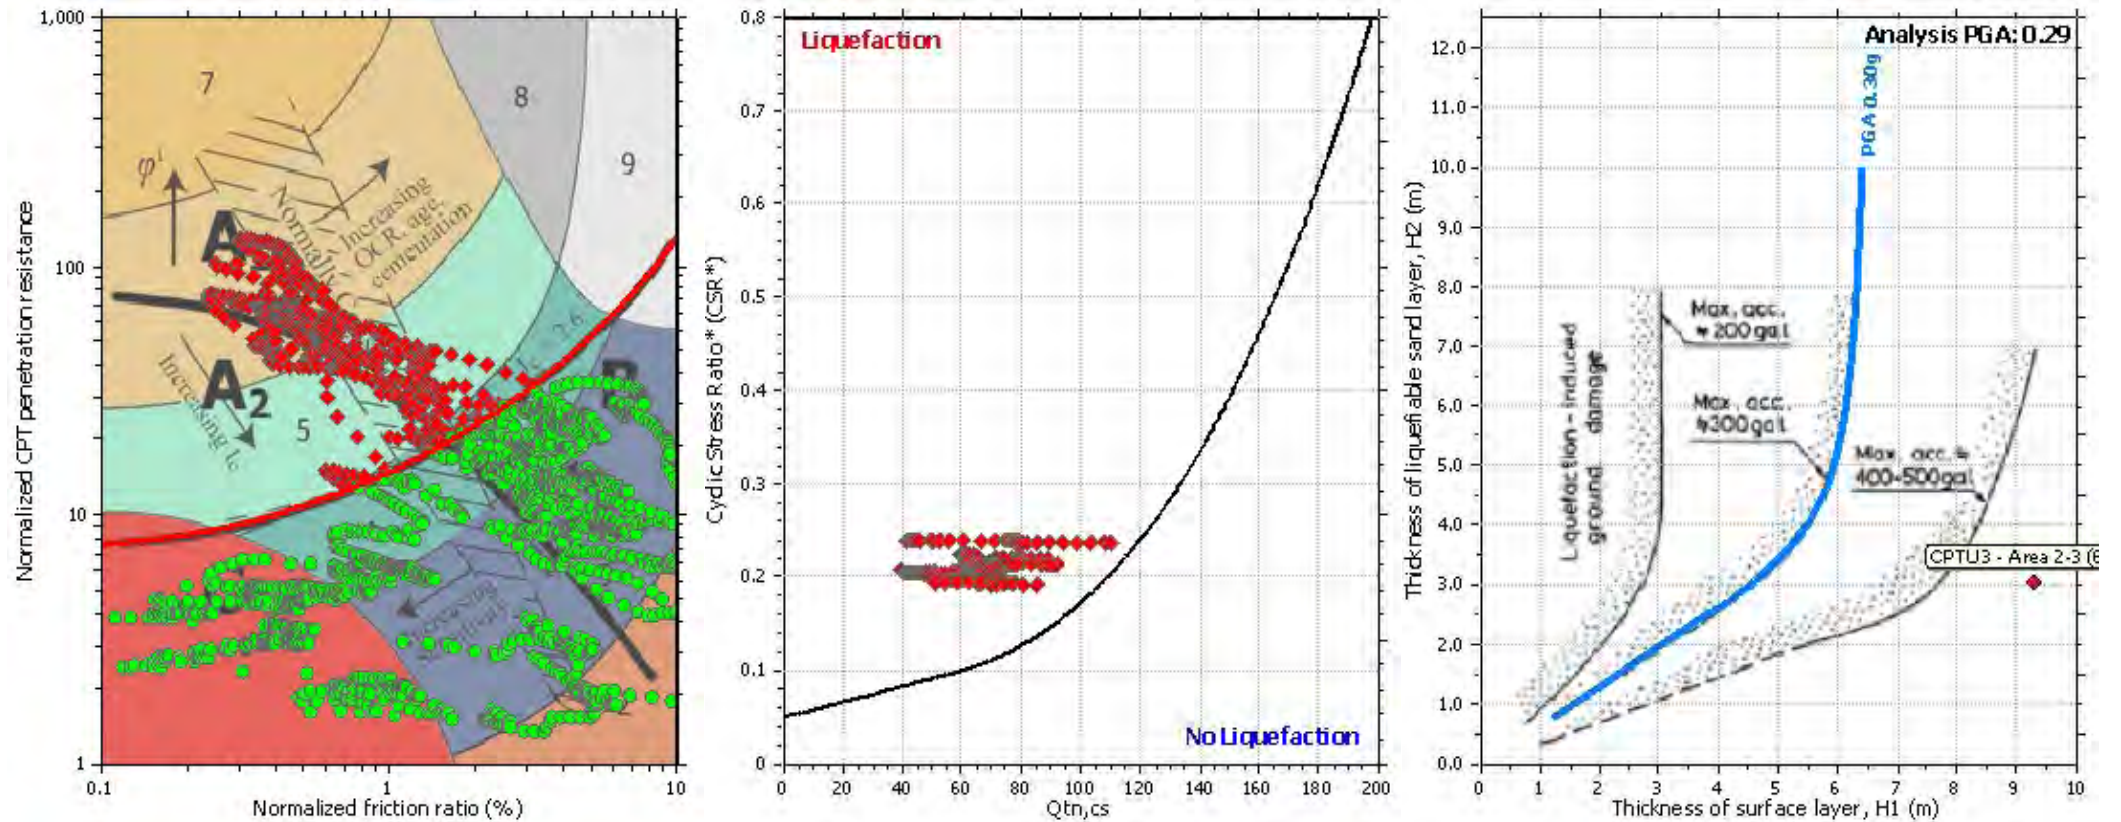 1,000
100
10
1
0.1
1
10
Normalized CPT penetration resistance
Normalized friction ratio (%)
7
8
9
5
φ'
A₂
B
Increasing
OCR, age,
cementation
Normally
Increasing Ic
Increasing
2.6
0.8
0.7
0.6
0.5
0.4
0.3
0.2
0.1
0
0
20
40
60
80
100
120
140
160
180
200
Cyclic Stress Ratio* (CSR*)
Qtn,cs
Liquefaction
No Liquefaction
12.0
11.0
10.0
9.0
8.0
7.0
6.0
5.0
4.0
3.0
2.0
1.0
0.0
0
1
2
3
4
5
6
7
8
9
10
Thickness of liquefiable sand layer, H2 (m)
Thickness of surface layer, H1 (m)
Analysis PGA: 0.29
PGA 0.30g
Liquefaction-induced
ground damage
Max. acc.
≒ 200 gal
Max. acc.
≒300gal
Max. acc. ≒
400-500gal
CPTU3 - Area 2-3 (6